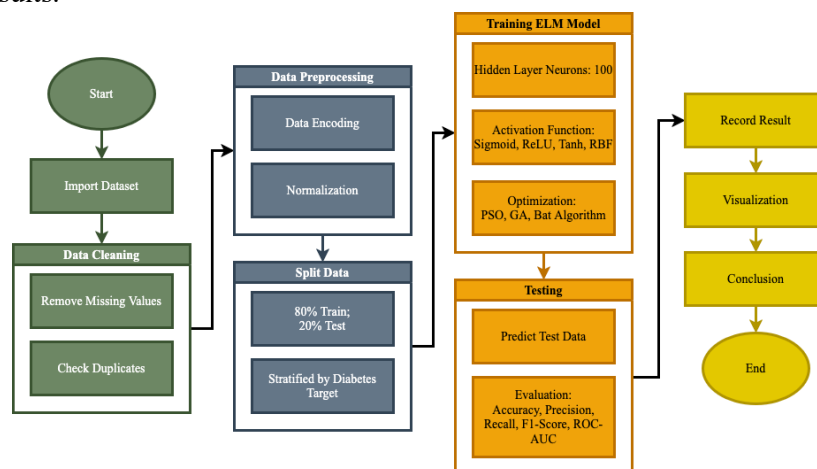 Start
Import Dataset
Data Cleaning
Remove Missing Values
Check Duplicates
Data Preprocessing
Data Encoding
Normalization
Split Data
80% Train;
20% Test
Stratified by Diabetes
Target
Training ELM Model
Hidden Layer Neurons: 100
Activation Function:
Sigmoid, ReLU, Tanh, RBF
Optimization:
PSO, GA, Bat Algorithm
Testing
Predict Test Data
Evaluation:
Accuracy, Precision,
Recall, F1-Score, ROC-
AUC
Record Result
Visualization
Conclusion
End